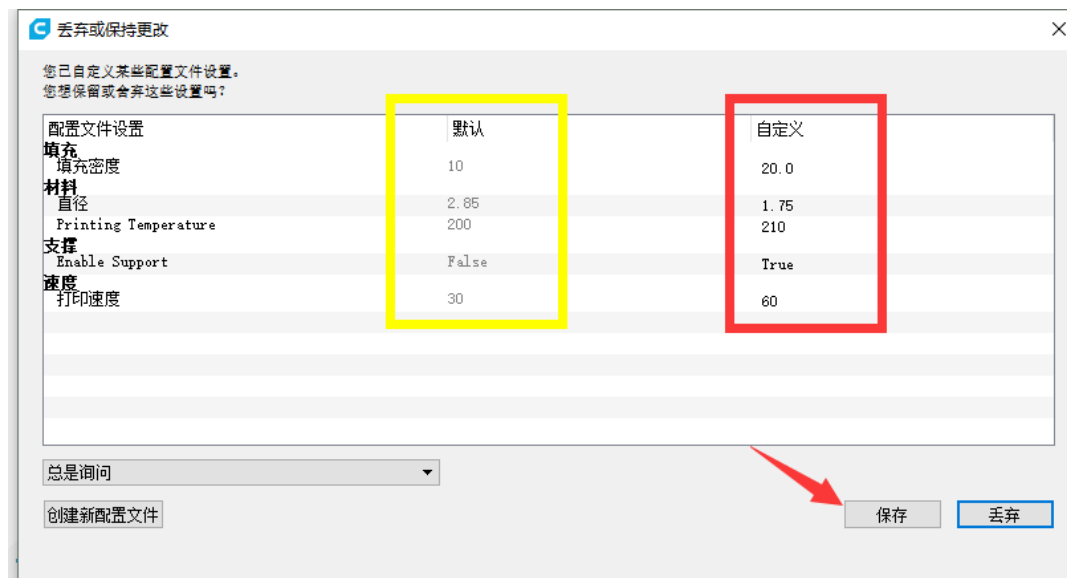 丢弃或保持更改
您已自定义某些配置文件设置。
您想保留或舍弃这些设置吗?
配置文件设置 默认 自定义
填充
填充密度 10 20.0
材料
直径 2.85 1.75
Printing Temperature 200 210
支撑
Enable Support False True
速度
打印速度 30 60
总是询问
创建新配置文件 保存 丢弃